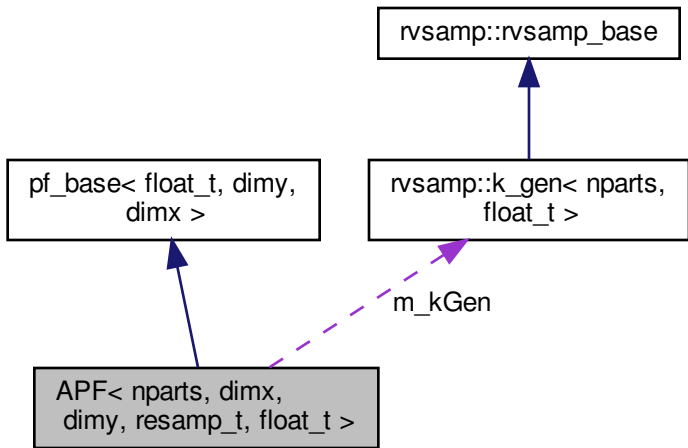 rvsamp::rvsamp_base
pf_base< float_t, dimy,
dimx >
rvsamp::k_gen< nparts,
float_t >
m_kGen
APF< nparts, dimx,
dimy, resamp_t, float_t >